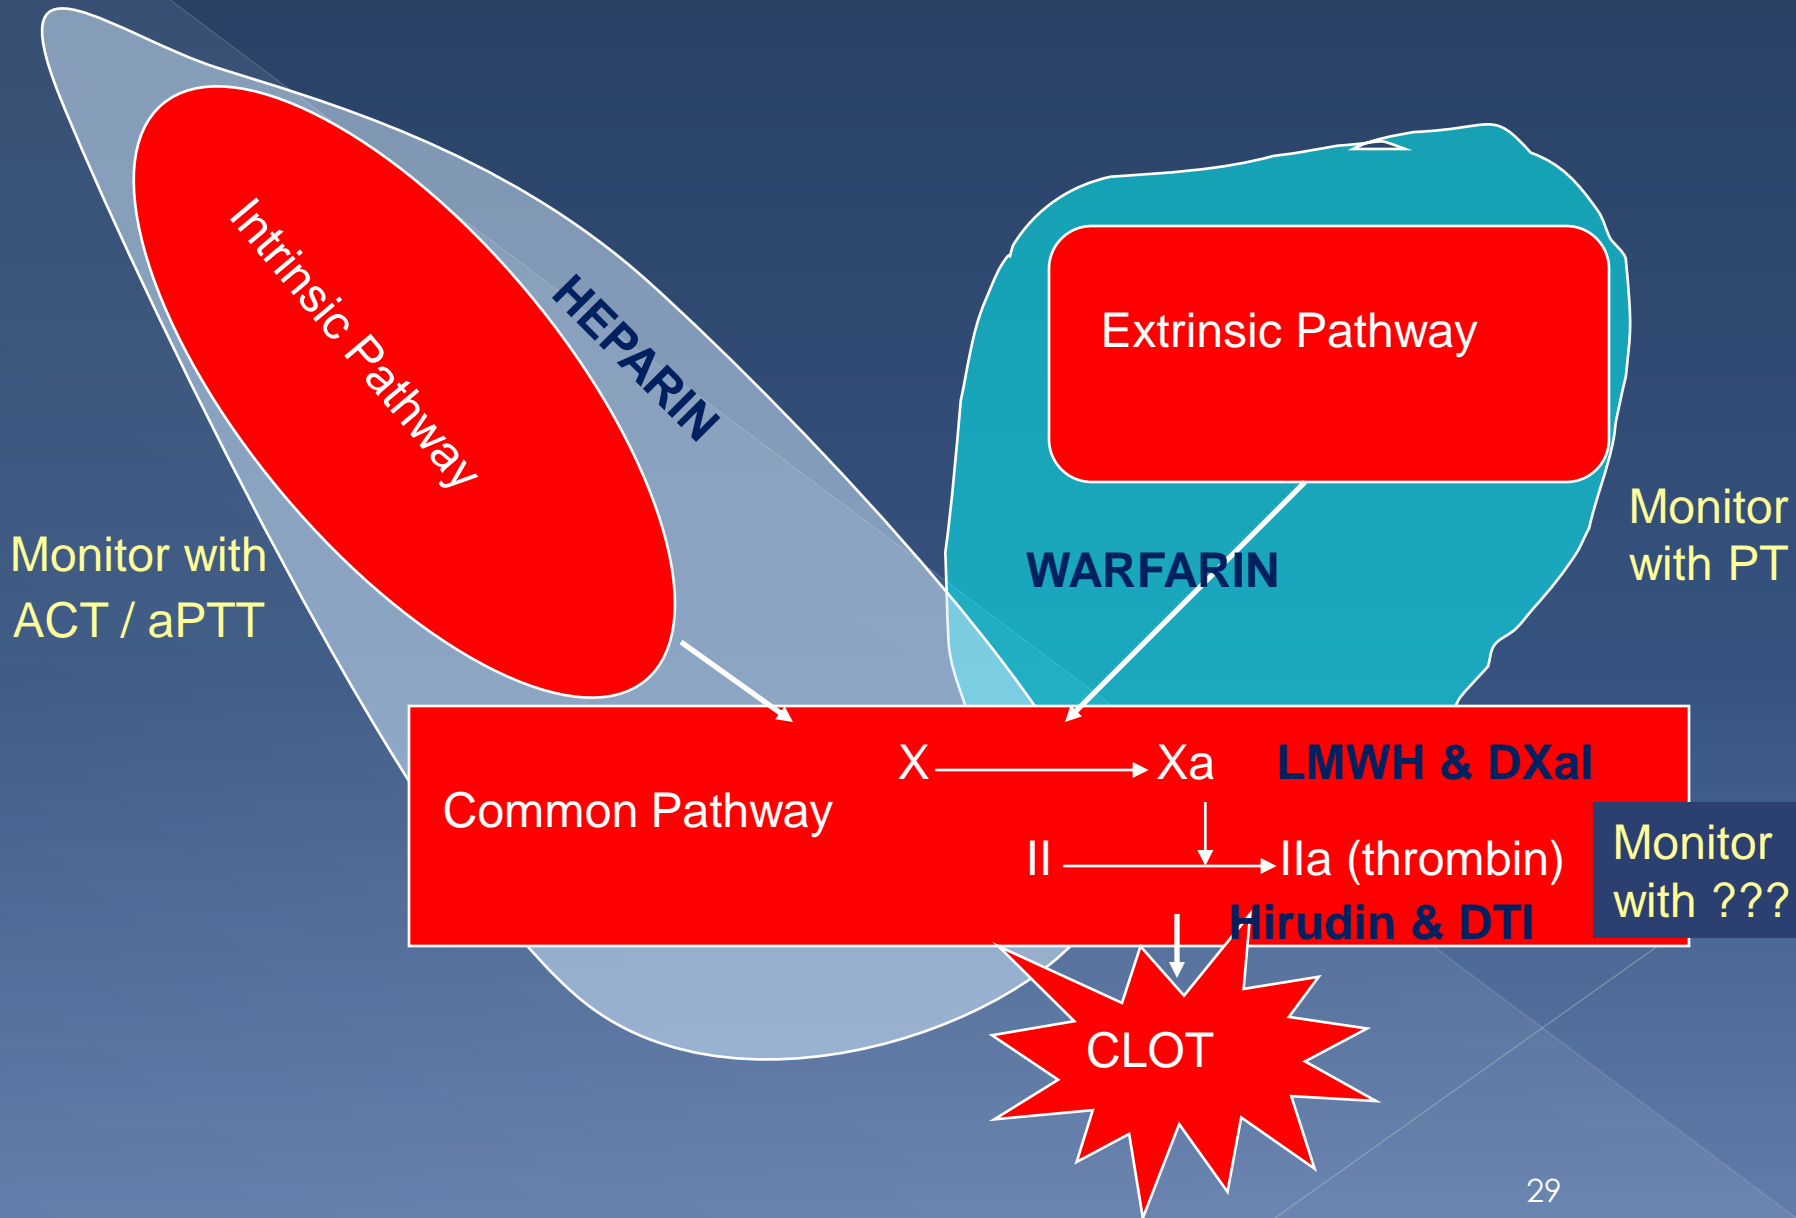 Intrinsic Pathway
HEPARIN
Extrinsic Pathway
Monitor with
ACT / aPTT
WARFARIN
Monitor
with PT
X
Xa
LMWH & DXaI
Common Pathway
II
IIa (thrombin)
Hirudin & DTI
Monitor
with ???
CLOT
29